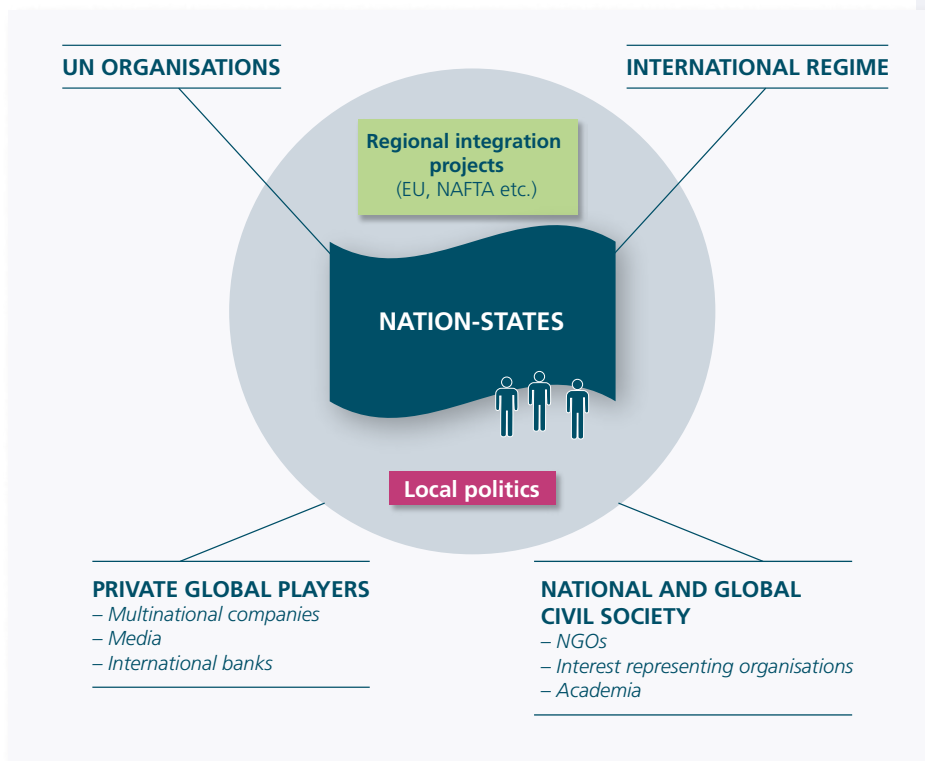 UN ORGANISATIONS
INTERNATIONAL REGIME
Regional integration
projects
(EU, NAFTA etc.)
NATION-STATES
Local politics
PRIVATE GLOBAL PLAYERS
– Multinational companies
– Media
– International banks
NATIONAL AND GLOBAL
CIVIL SOCIETY
– NGOs
– Interest representing organisations
– Academia